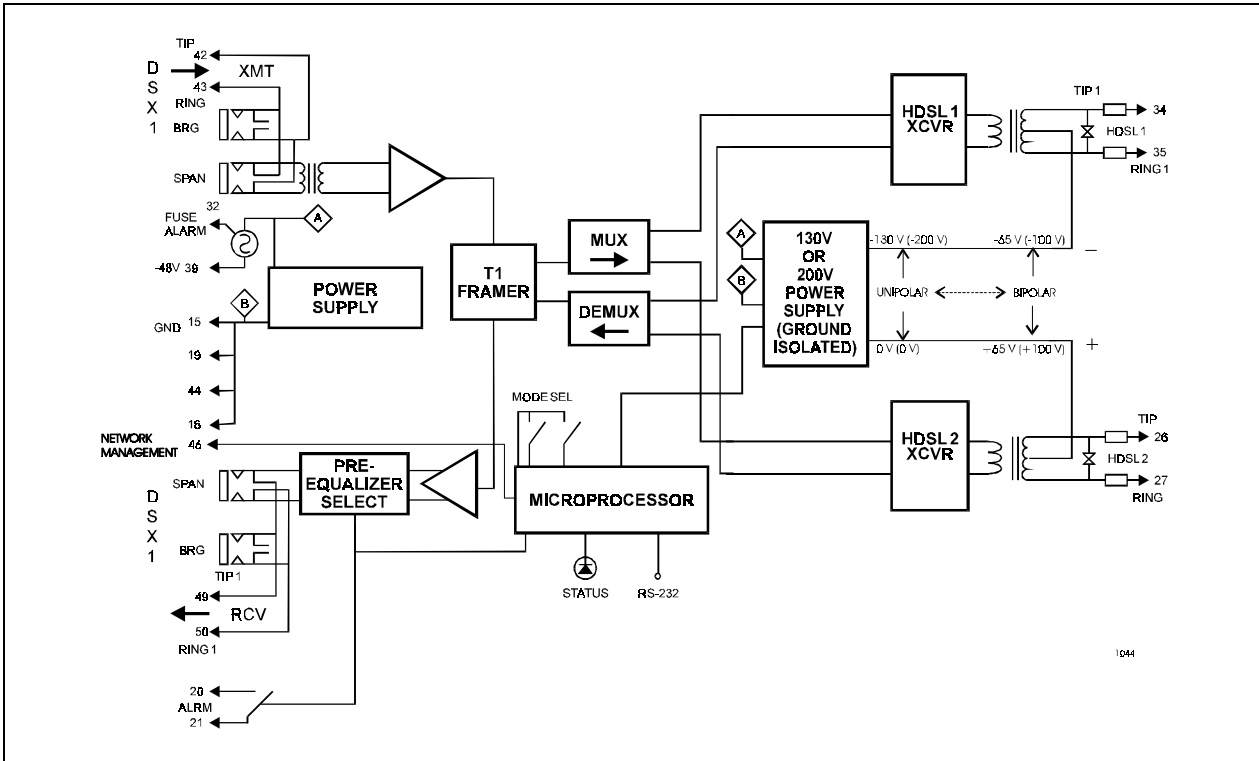 TIP
42
XMT
43
RING
D
S
X
1
BRG
SPAN
32
FUSE
ALARM
A
-48V 39
B
POWER
SUPPLY
GND 15
19
44
16
NETWORK
MANAGEMENT
46
SPAN
D
S
X
1
BRG
TIP 1
49
RCV
50
RING 1
20
ALRM
21
PRE-
EQUALIZER
SELECT
T1
FRAMER
MUX
DEMUX
MODE SEL
MICROPROCESSOR
STATUS
RS-232
A
B
130V
OR
200V
POWER
SUPPLY
(GROUND
ISOLATED)
-130 V (-200 V)
-65 V (-100 V)
–
UNIPOLAR
BIPOLAR
0 V (0 V)
+65 V (+100 V)
+
HDSL 1
XCVR
TIP 1
34
HDSL 1
35
RING 1
HDSL 2
XCVR
TIP
26
HDSL 2
27
RING
1044